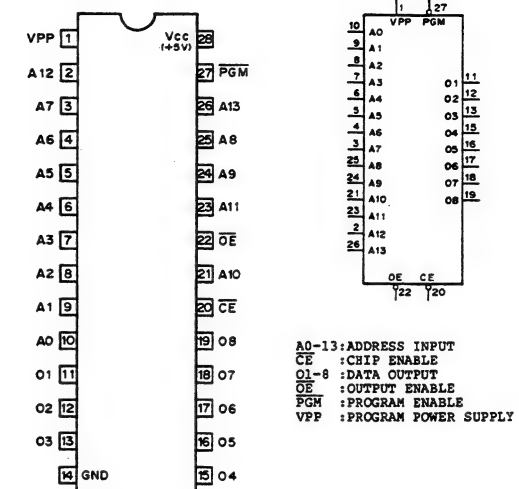 VPP 1 Vcc (+5V) 28
A12 2 27 PGM
A7 3 26 A13
A6 4 25 A8
A5 5 24 A9
A4 6 23 A11
A3 7 22 OE
A2 8 21 A10
A1 9 20 CE
A0 10 19 O8
O1 11 18 O7
O2 12 17 O6
O3 13 16 O5
14 GND 15 O4
1 27
VPP PGM
10 A0
9 A1
8 A2
7 A3 O1 11
6 A4 O2 12
5 A5 O3 13
4 A6 O4 15
3 A7 O5 16
25 A8 O6 17
24 A9 O7 18
21 A10 O8 19
23 A11
2 A12
26 A13
OE CE
22 20
A0-13:ADDRESS INPUT
CE :CHIP ENABLE
O1-8 :DATA OUTPUT
OE :OUTPUT ENABLE
PGM :PROGRAM ENABLE
VPP :PROGRAM POWER SUPPLY